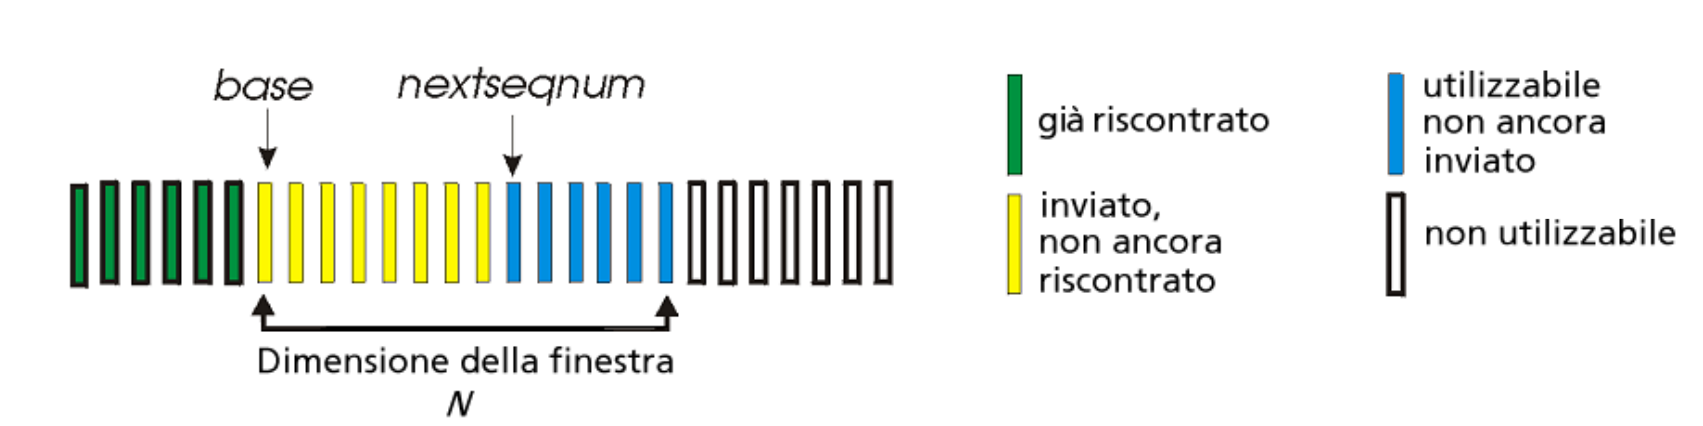 base
nextseqnum
Dimensione della finestra
N
già riscontrato
inviato,
non ancora
riscontrato
utilizzabile
non ancora
inviato
non utilizzabile